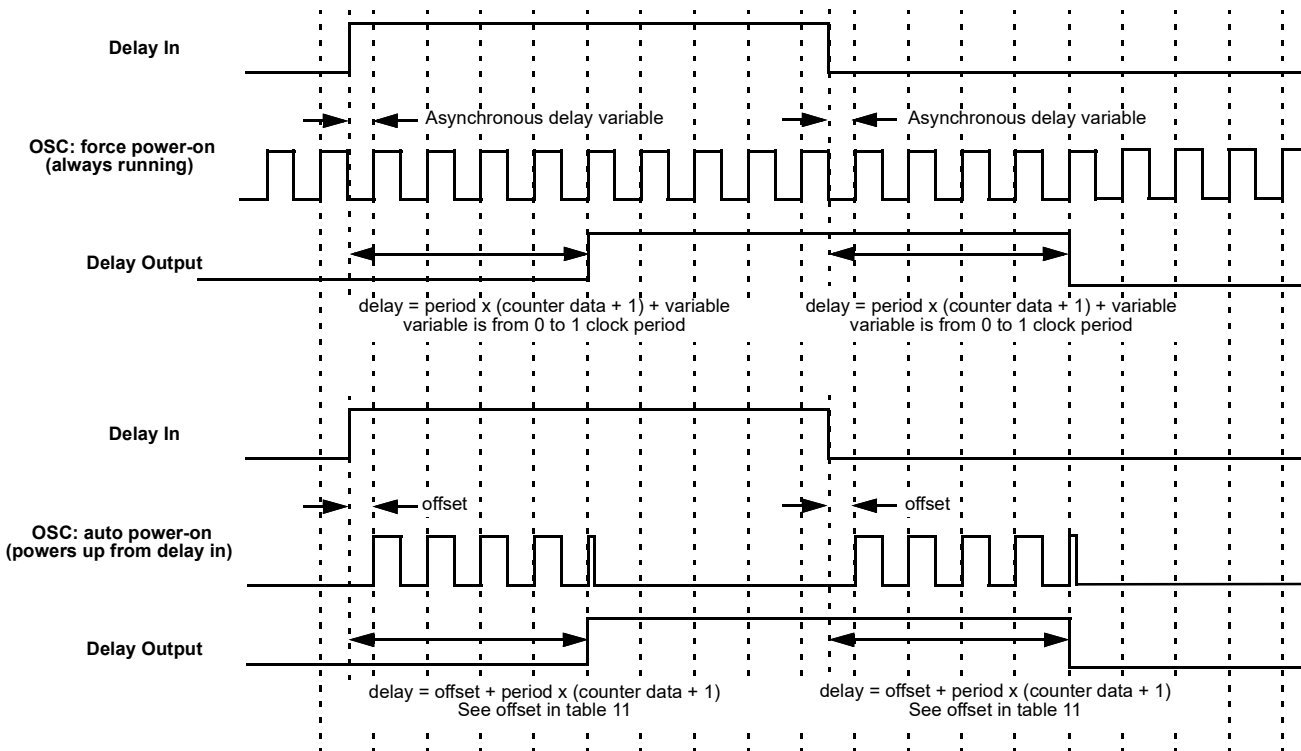 Delay In
Asynchronous delay variable
Asynchronous delay variable
OSC: force power-on
(always running)
Delay Output
delay = period x (counter data + 1) + variable
variable is from 0 to 1 clock period
delay = period x (counter data + 1) + variable
variable is from 0 to 1 clock period
Delay In
offset
offset
OSC: auto power-on
(powers up from delay in)
Delay Output
delay = offset + period x (counter data + 1)
See offset in table 11
delay = offset + period x (counter data + 1)
See offset in table 11